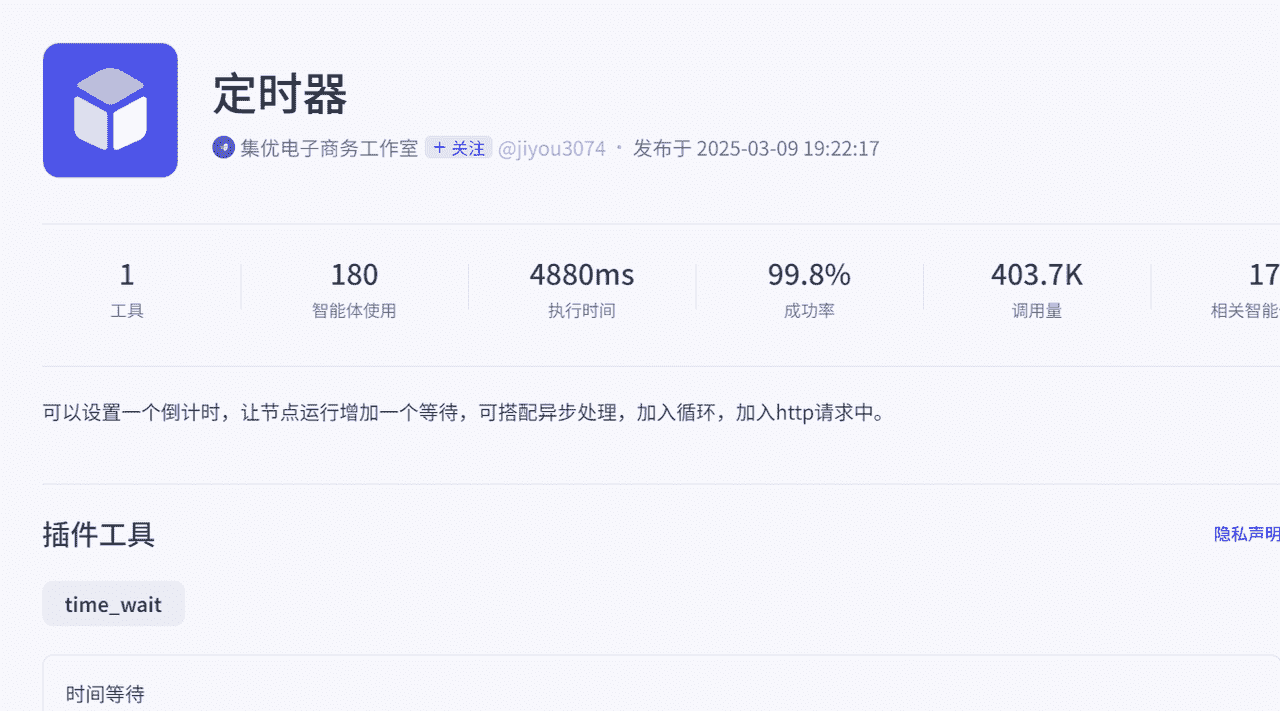 定时器
集优电子商务工作室 + 关注 @jiyou3074 · 发布于 2025-03-09 19:22:17
1 180 4880ms 99.8% 403.7K 17
工具 智能体使用 执行时间 成功率 调用量 相关智能
可以设置一个倒计时，让节点运行增加一个等待，可搭配异步处理，加入循环，加入http请求中。
插件工具 隐私声明
time_wait
时间等待